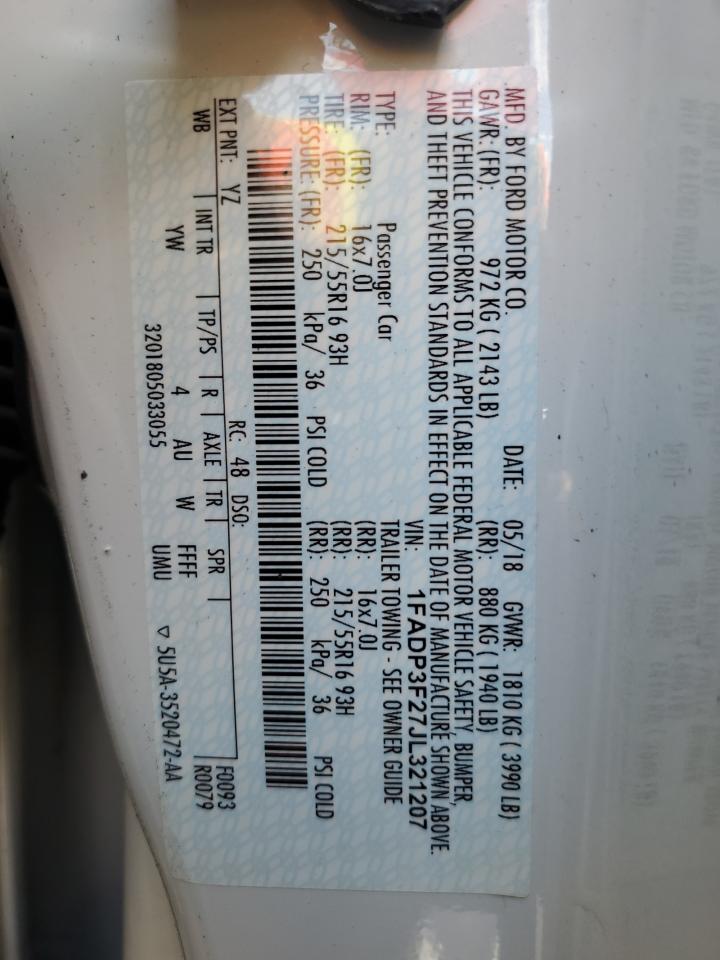 MFD. BY FORD MOTOR CO.
DATE: 05/18 GVWR: 1810 KG ( 3990 LB)
GAWR: (FR): 972 KG ( 2143 LB) (RR): 880 KG ( 1940 LB)
THIS VEHICLE CONFORMS TO ALL APPLICABLE FEDERAL MOTOR VEHICLE SAFETY, BUMPER,
AND THEFT PREVENTION STANDARDS IN EFFECT ON THE DATE OF MANUFACTURE SHOWN ABOVE.
VIN: 1FADP3F27JL321207
TYPE: Passenger Car TRAILER TOWING - SEE OWNER GUIDE
RIM: (FR): 16x7.0J (RR): 16x7.0J
TIRE: (FR): 215/55R16 93H (RR): 215/55R16 93H
PRESSURE: (FR): 250 kPa/ 36 PSI COLD (RR): 250 kPa/ 36 PSI COLD
EXT PNT: YZ RC: 48 DSO: F0093
WB | INT TR | TP/PS | R | AXLE | TR | SPR | R0079
YW 4 AU W FFFF
3201805033055 UMU ▽ 5U5A-3520472-AA